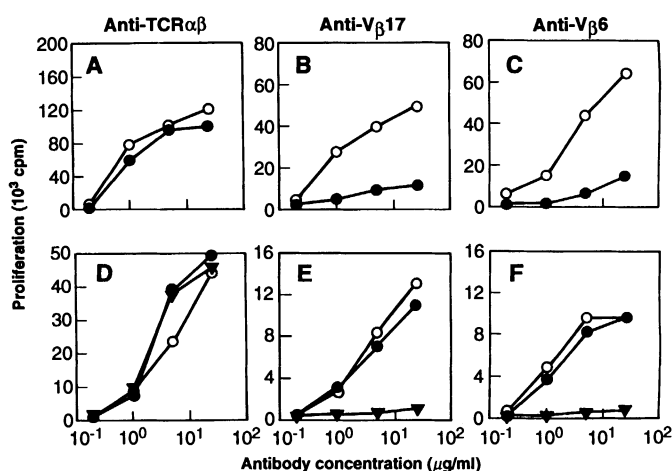 Anti-TCRαβ Anti-Vβ17 Anti-Vβ6
A B C
200 80 80
160 60 60
120
80 40 40
40 20 20
0 0 0
Proliferation (10³ cpm)
D E F
50 16 16
40 12 12
30
20 8 8
10 4 4
0 0 0
10⁻¹ 10⁰ 10¹ 10² 10⁻¹ 10⁰ 10¹ 10² 10⁻¹ 10⁰ 10¹ 10²
Antibody concentration (µg/ml)